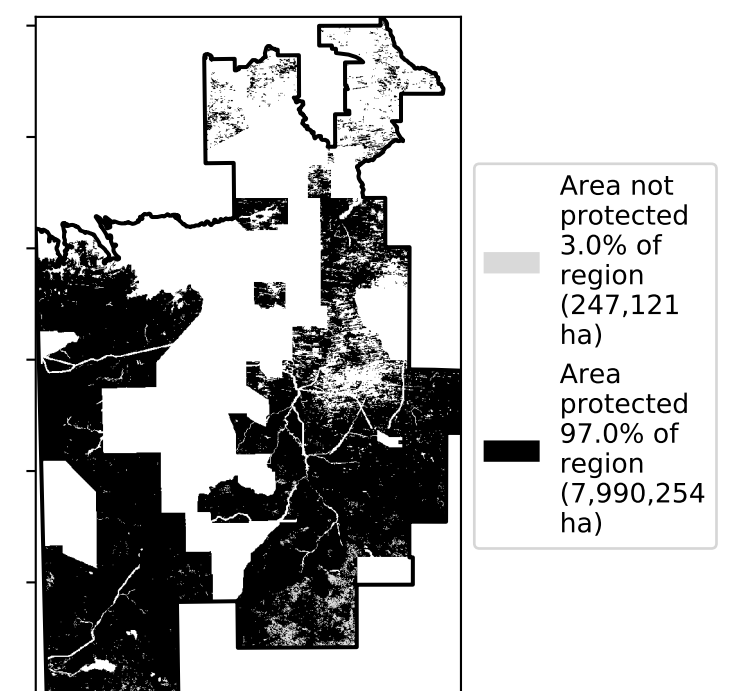 Area not
protected
3.0% of
region
(247,121
ha)
Area
protected
97.0% of
region
(7,990,254
ha)